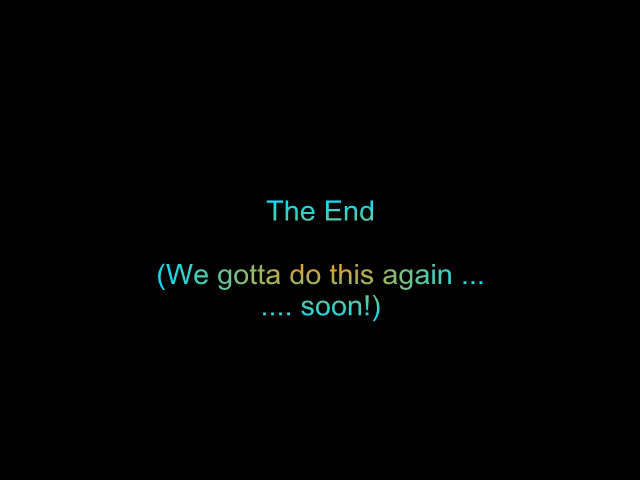 The End
(We gotta do this again ...
.... soon!)